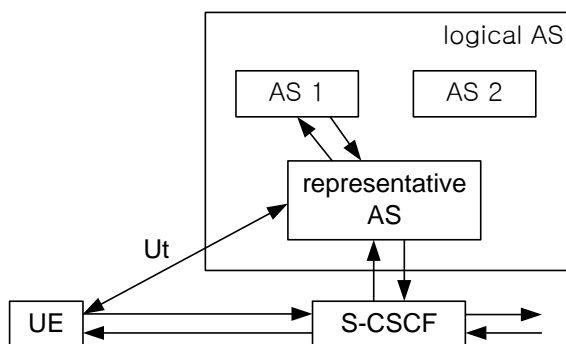 logical AS
AS 1
AS 2
representative
AS
Ut
UE
S-CSCF